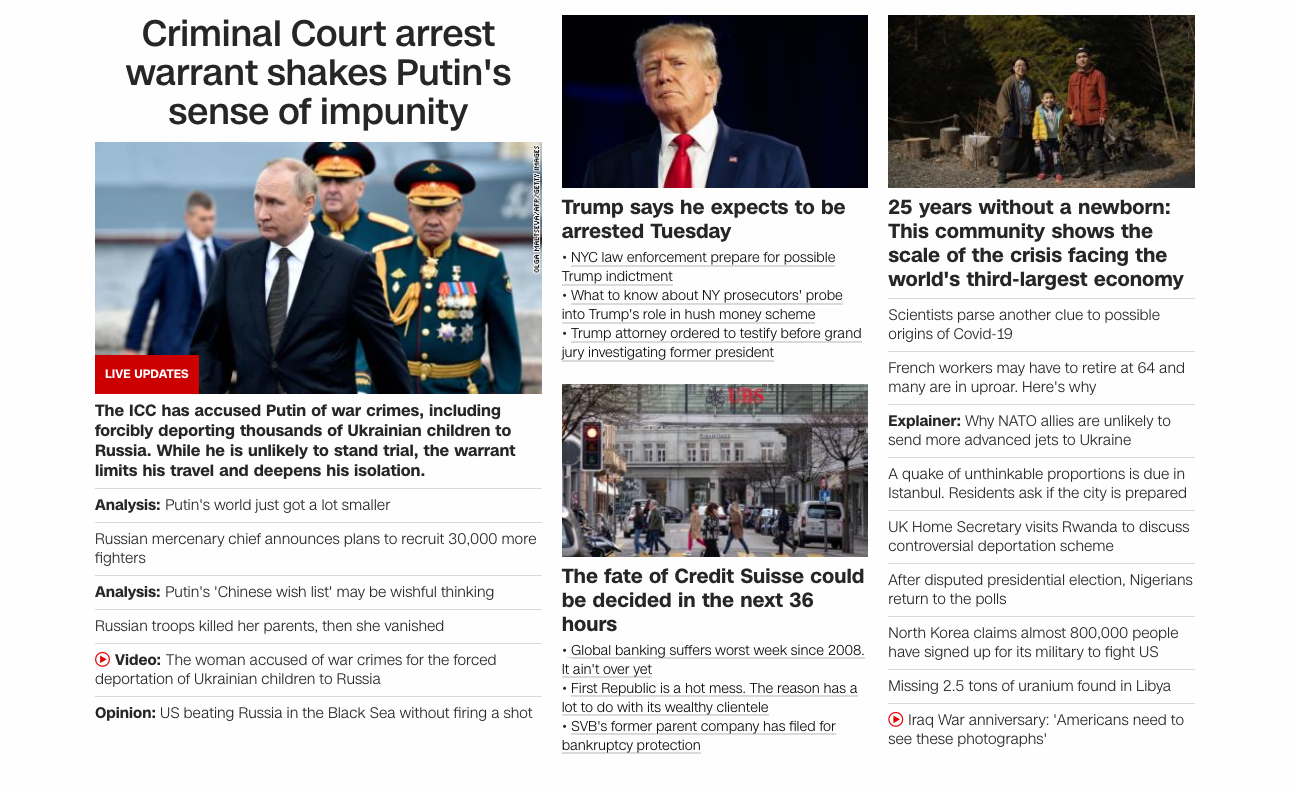 Criminal Court arrest
warrant shakes Putin's
sense of impunity
OLGA MALTSEVA/AFP/GETTY IMAGES
LIVE UPDATES
The ICC has accused Putin of war crimes, including
forcibly deporting thousands of Ukrainian children to
Russia. While he is unlikely to stand trial, the warrant
limits his travel and deepens his isolation.
Analysis: Putin's world just got a lot smaller
Russian mercenary chief announces plans to recruit 30,000 more
fighters
Analysis: Putin's 'Chinese wish list' may be wishful thinking
Russian troops killed her parents, then she vanished
Video: The woman accused of war crimes for the forced
deportation of Ukrainian children to Russia
Opinion: US beating Russia in the Black Sea without firing a shot
Trump says he expects to be
arrested Tuesday
• NYC law enforcement prepare for possible
Trump indictment
• What to know about NY prosecutors' probe
into Trump's role in hush money scheme
• Trump attorney ordered to testify before grand
jury investigating former president
UBS
The fate of Credit Suisse could
be decided in the next 36
hours
• Global banking suffers worst week since 2008.
It ain't over yet
• First Republic is a hot mess. The reason has a
lot to do with its wealthy clientele
• SVB's former parent company has filed for
bankruptcy protection
25 years without a newborn:
This community shows the
scale of the crisis facing the
world's third-largest economy
Scientists parse another clue to possible
origins of Covid-19
French workers may have to retire at 64 and
many are in uproar. Here's why
Explainer: Why NATO allies are unlikely to
send more advanced jets to Ukraine
A quake of unthinkable proportions is due in
Istanbul. Residents ask if the city is prepared
UK Home Secretary visits Rwanda to discuss
controversial deportation scheme
After disputed presidential election, Nigerians
return to the polls
North Korea claims almost 800,000 people
have signed up for its military to fight US
Missing 2.5 tons of uranium found in Libya
Iraq War anniversary: 'Americans need to
see these photographs'